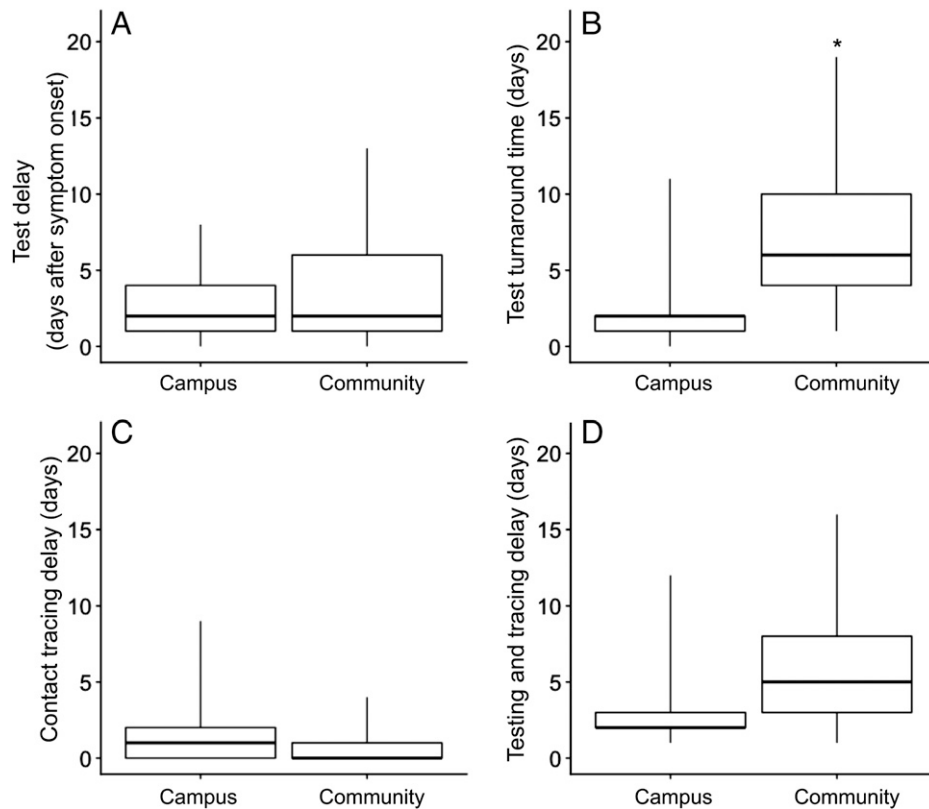 A
Test delay
(days after symptom onset)
20
15
10
5
0
Campus
Community
B
*
Test turnaround time (days)
20
15
10
5
0
Campus
Community
C
Contact tracing delay (days)
20
15
10
5
0
Campus
Community
D
Testing and tracing delay (days)
20
15
10
5
0
Campus
Community